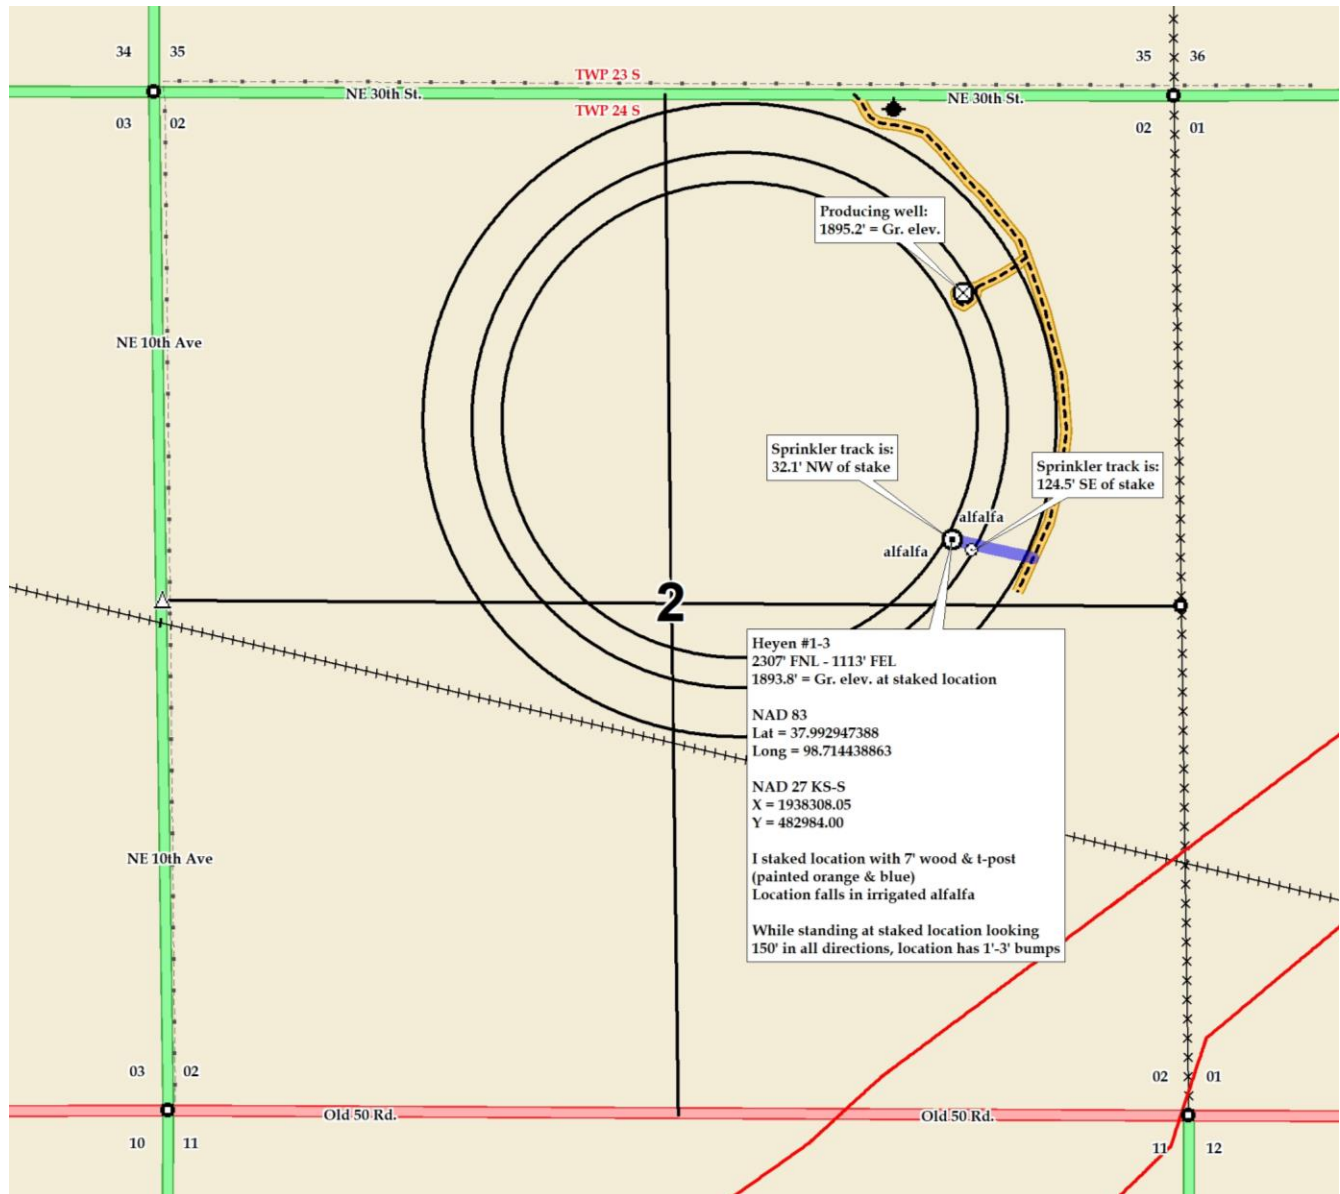 34
35
35
36
TWP 23 S
NE 30th St.
NE 30th St.
TWP 24 S
03
02
02
01
Producing well:
1895.2' = Gr. elev.
NE 10th Ave
Sprinkler track is:
32.1' NW of stake
Sprinkler track is:
124.5' SE of stake
alfalfa
alfalfa
2
Heyen #1-3
2307' FNL - 1113' FEL
1893.8' = Gr. elev. at staked location
NAD 83
Lat = 37.992947388
Long = 98.714438863
NAD 27 KS-S
X = 1938308.05
Y = 482984.00
I staked location with 7' wood & t-post
(painted orange & blue)
Location falls in irrigated alfalfa
While standing at staked location looking
150' in all directions, location has 1'-3' bumps
NE 10th Ave
03
02
02
01
Old 50 Rd.
Old 50 Rd.
10
11
11
12